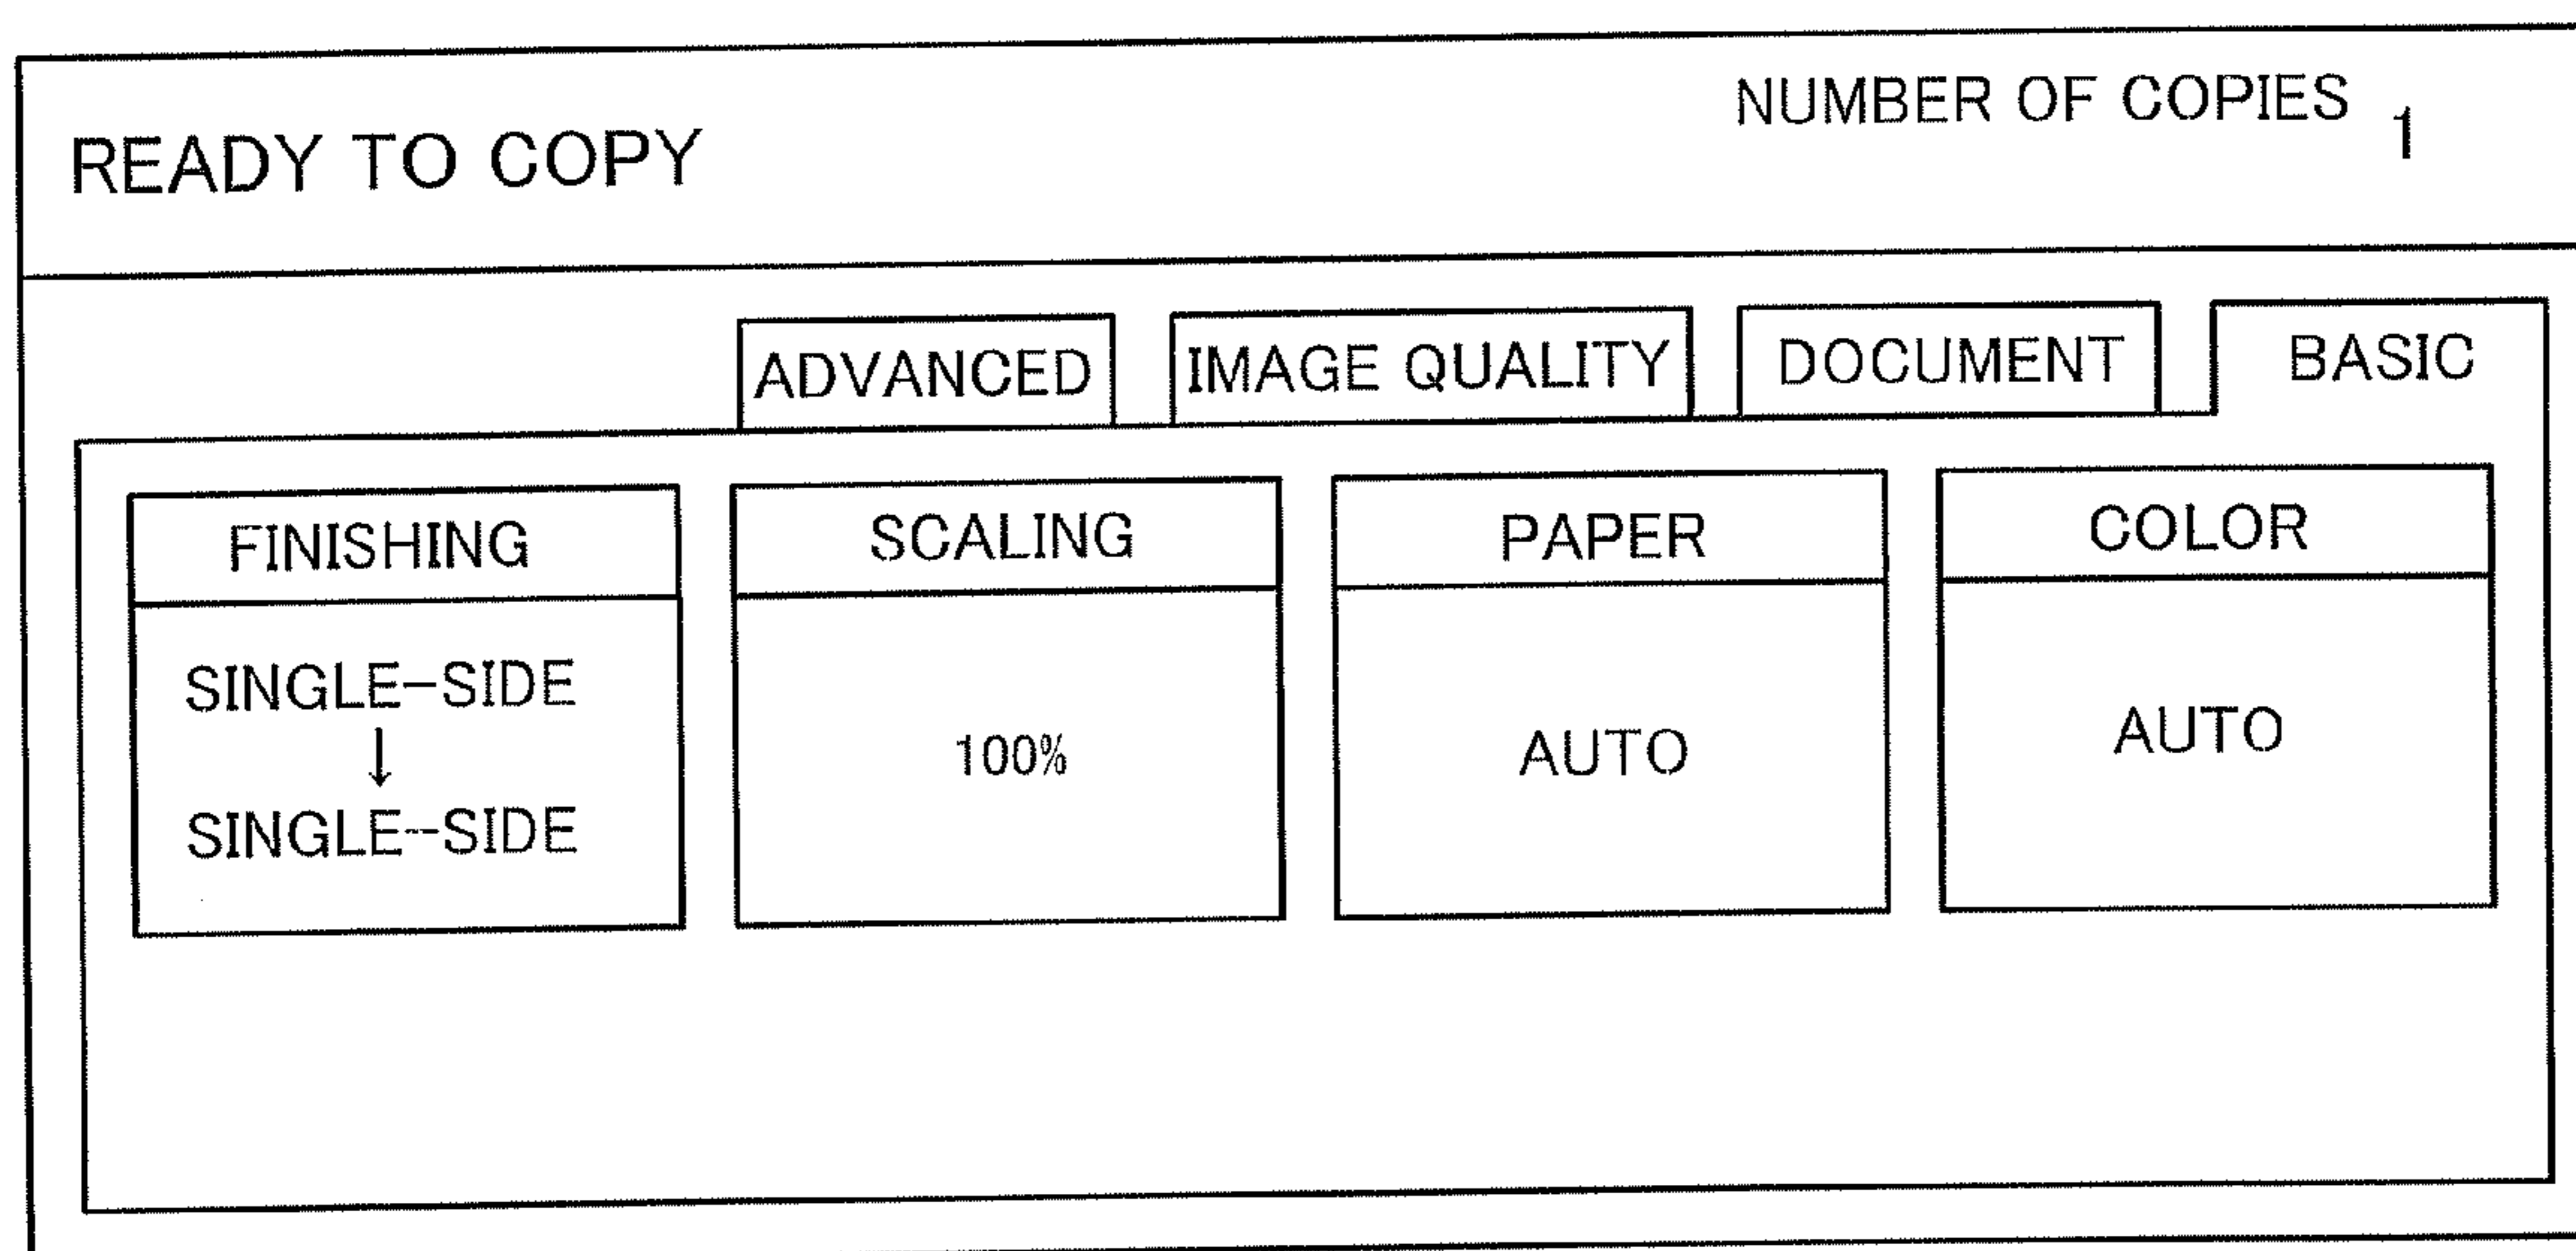 READY TO COPY
NUMBER OF COPIES 1
ADVANCED
IMAGE QUALITY
DOCUMENT
BASIC
FINISHING
SINGLE-SIDE
↓
SINGLE-SIDE
SCALING
100%
PAPER
AUTO
COLOR
AUTO